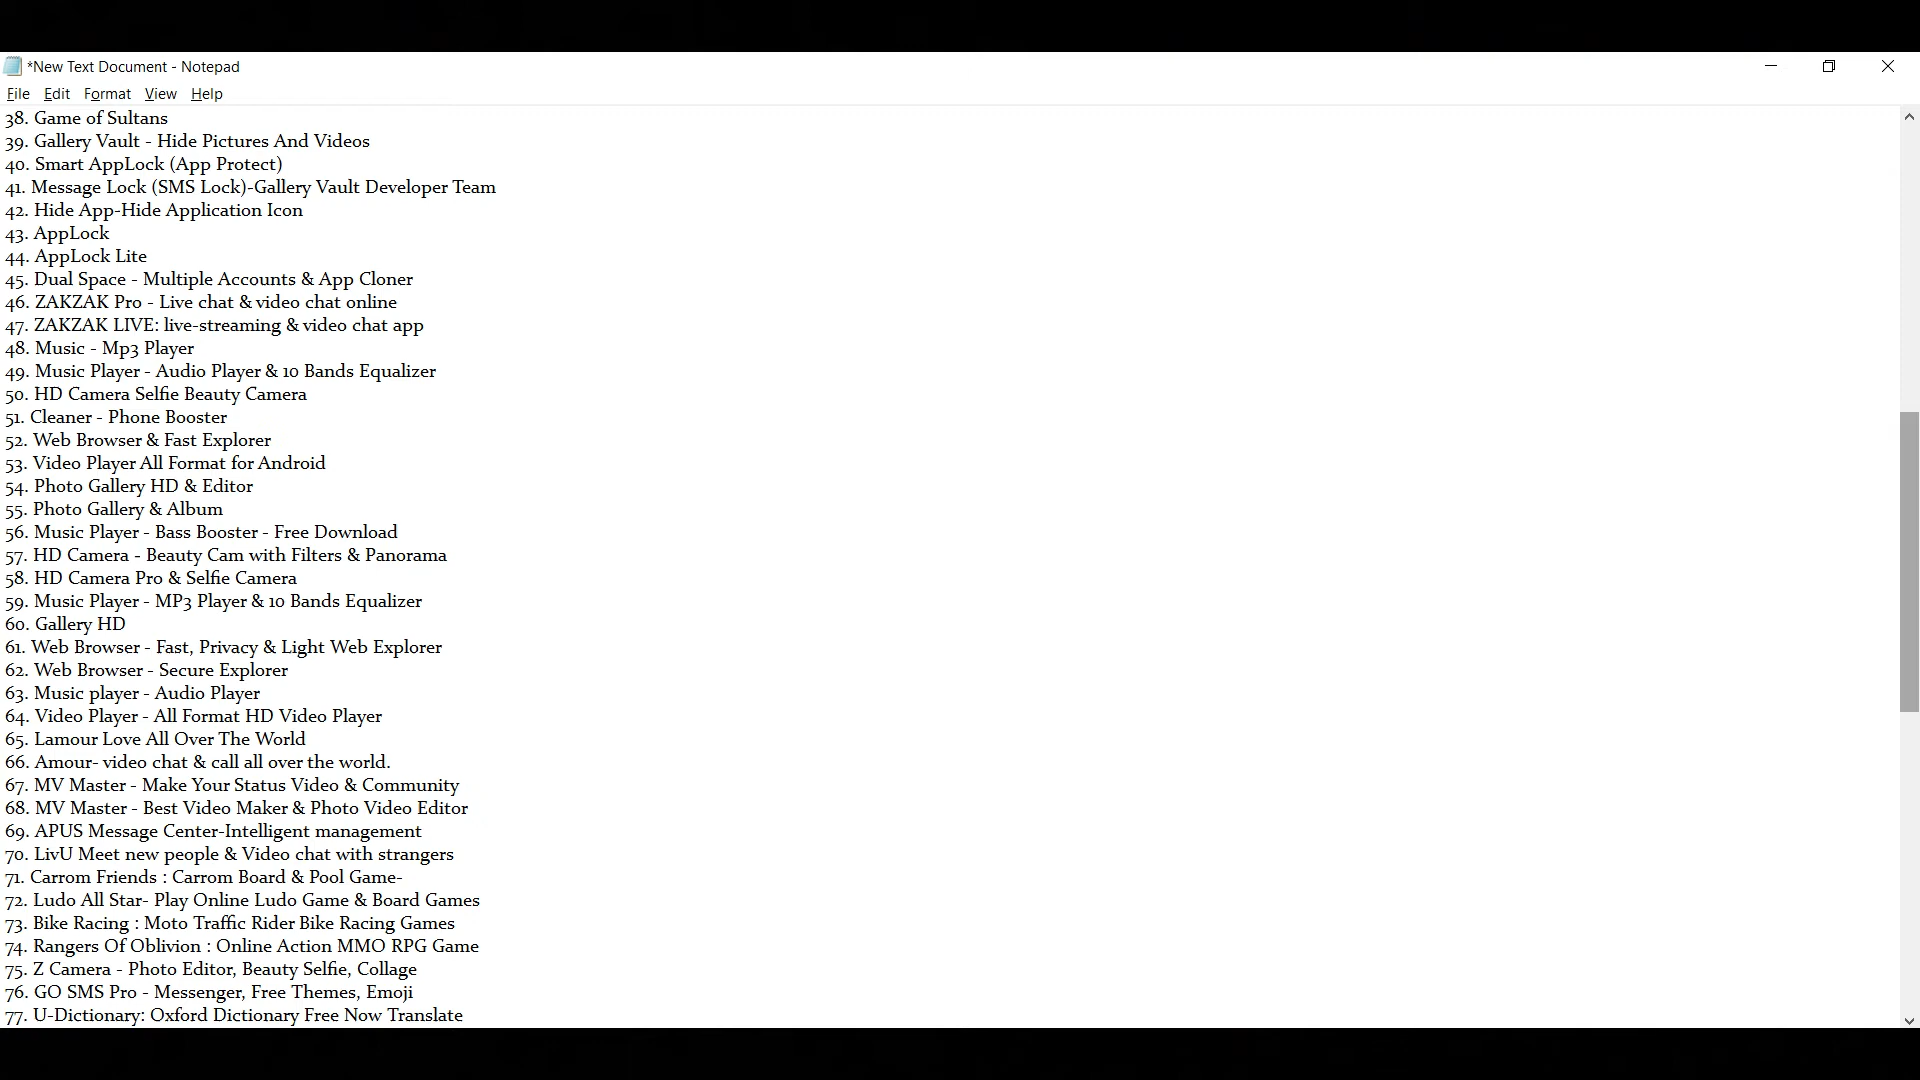 *New Text Document - Notepad
File Edit Format View Help
38. Game of Sultans
39. Gallery Vault - Hide Pictures And Videos
40. Smart AppLock (App Protect)
41. Message Lock (SMS Lock)-Gallery Vault Developer Team
42. Hide App-Hide Application Icon
43. AppLock
44. AppLock Lite
45. Dual Space - Multiple Accounts & App Cloner
46. ZAKZAK Pro - Live chat & video chat online
47. ZAKZAK LIVE: live-streaming & video chat app
48. Music - Mp3 Player
49. Music Player - Audio Player & 10 Bands Equalizer
50. HD Camera Selfie Beauty Camera
51. Cleaner - Phone Booster
52. Web Browser & Fast Explorer
53. Video Player All Format for Android
54. Photo Gallery HD & Editor
55. Photo Gallery & Album
56. Music Player - Bass Booster - Free Download
57. HD Camera - Beauty Cam with Filters & Panorama
58. HD Camera Pro & Selfie Camera
59. Music Player - MP3 Player & 10 Bands Equalizer
60. Gallery HD
61. Web Browser - Fast, Privacy & Light Web Explorer
62. Web Browser - Secure Explorer
63. Music player - Audio Player
64. Video Player - All Format HD Video Player
65. Lamour Love All Over The World
66. Amour- video chat & call all over the world.
67. MV Master - Make Your Status Video & Community
68. MV Master - Best Video Maker & Photo Video Editor
69. APUS Message Center-Intelligent management
70. LivU Meet new people & Video chat with strangers
71. Carrom Friends : Carrom Board & Pool Game-
72. Ludo All Star- Play Online Ludo Game & Board Games
73. Bike Racing : Moto Traffic Rider Bike Racing Games
74. Rangers Of Oblivion : Online Action MMO RPG Game
75. Z Camera - Photo Editor, Beauty Selfie, Collage
76. GO SMS Pro - Messenger, Free Themes, Emoji
77. U-Dictionary: Oxford Dictionary Free Now Translate